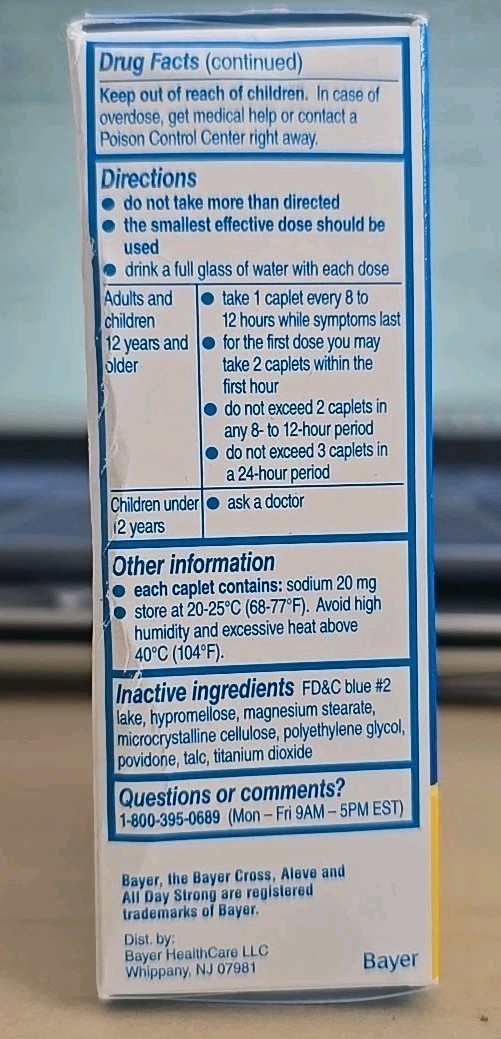 Drug Facts (continued)
Keep out of reach of children. In case of
overdose, get medical help or contact a
Poison Control Center right away.
Directions
● do not take more than directed
● the smallest effective dose should be
used
● drink a full glass of water with each dose
Adults and
children
12 years and
older
● take 1 caplet every 8 to
12 hours while symptoms last
● for the first dose you may
take 2 caplets within the
first hour
● do not exceed 2 caplets in
any 8- to 12-hour period
● do not exceed 3 caplets in
a 24-hour period
Children under
12 years
● ask a doctor
Other information
● each caplet contains: sodium 20 mg
● store at 20-25°C (68-77°F). Avoid high
humidity and excessive heat above
40°C (104°F).
Inactive ingredients FD&C blue #2
lake, hypromellose, magnesium stearate,
microcrystalline cellulose, polyethylene glycol,
povidone, talc, titanium dioxide
Questions or comments?
1-800-395-0689 (Mon – Fri 9AM – 5PM EST)
Bayer, the Bayer Cross, Aleve and
All Day Strong are registered
trademarks of Bayer.
Dist. by:
Bayer HealthCare LLC
Whippany, NJ 07981
Bayer